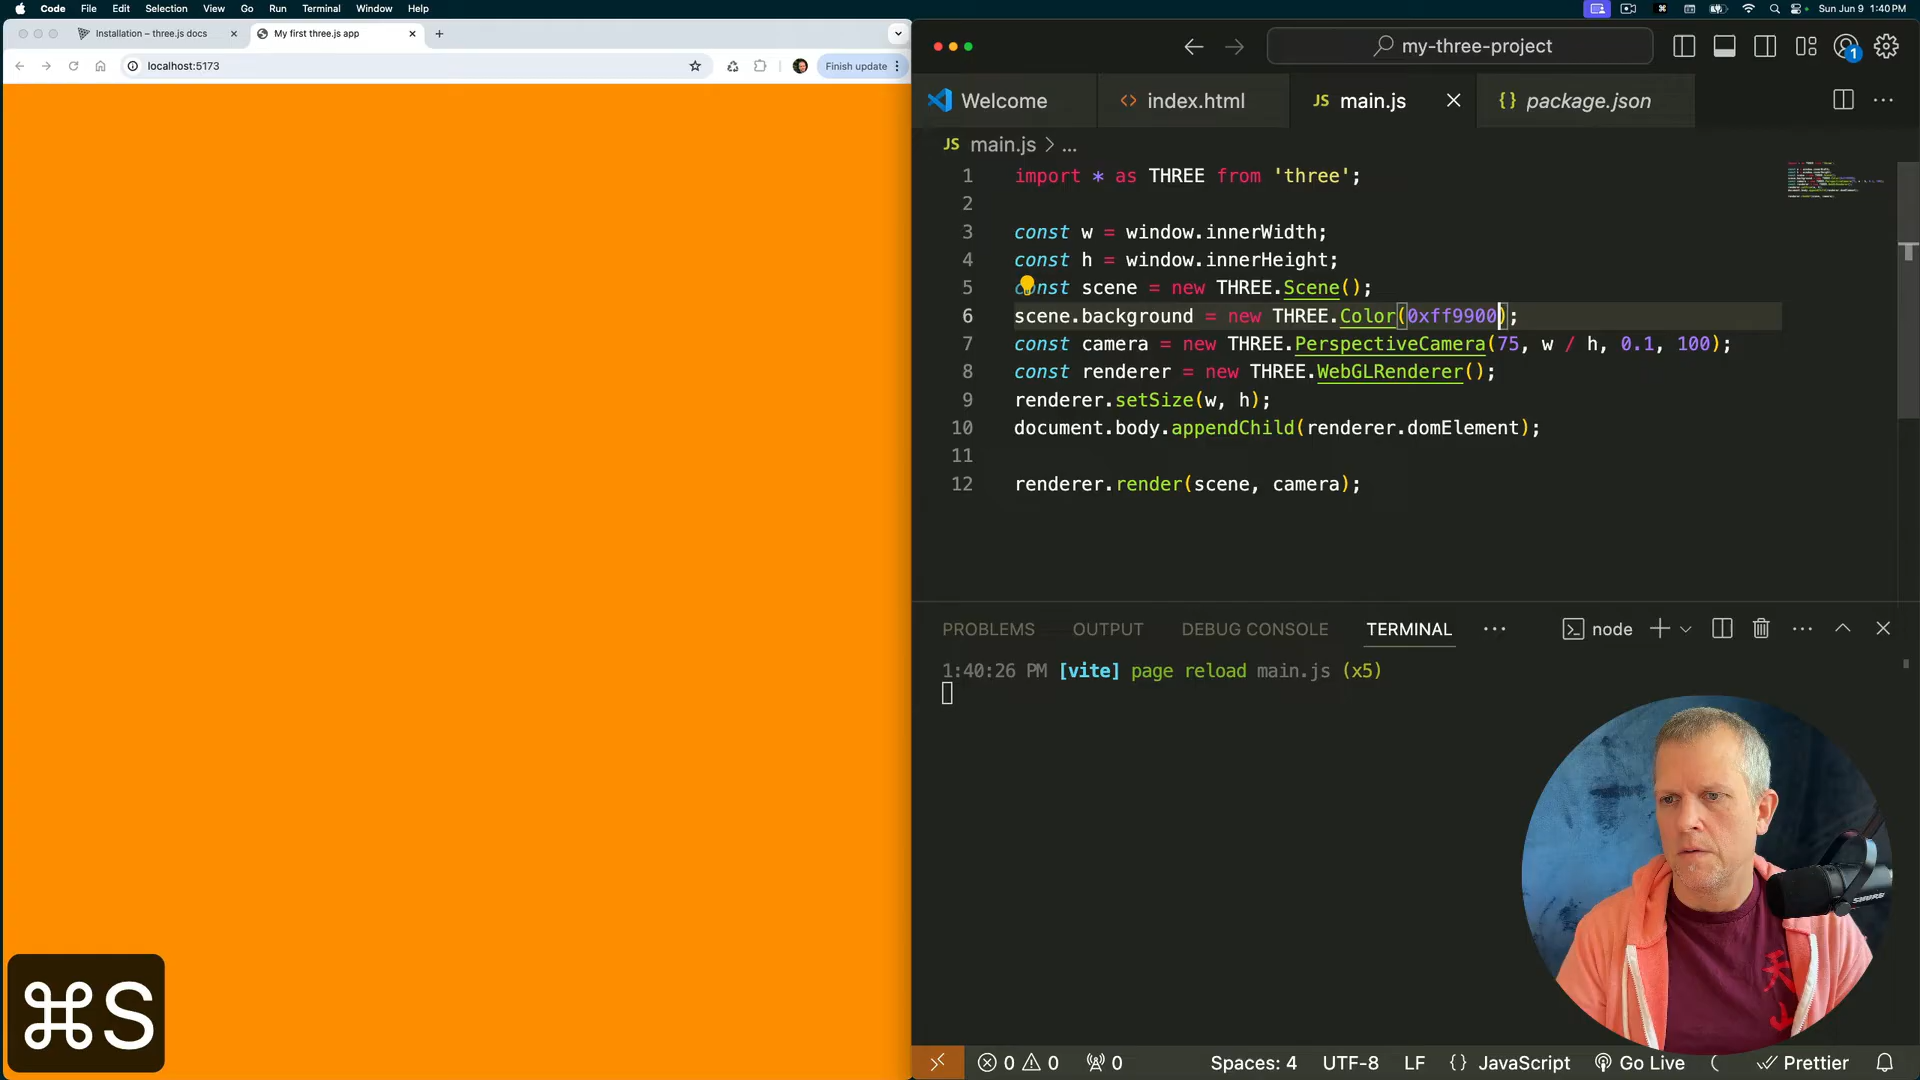 Code File Edit Selection View Go Run Terminal Window Help
Sun Jun 9 1:40 PM
Installation – three.js docs
My first three.js app
localhost:5173
Finish update
my-three-project
1
Welcome
index.html
JS main.js
{} package.json
JS main.js > ...
1 import * as THREE from 'three';
2
3 const w = window.innerWidth;
4 const h = window.innerHeight;
5 const scene = new THREE.Scene();
6 scene.background = new THREE.Color(0xff9900);
7 const camera = new THREE.PerspectiveCamera(75, w / h, 0.1, 100);
8 const renderer = new THREE.WebGLRenderer();
9 renderer.setSize(w, h);
10 document.body.appendChild(renderer.domElement);
11
12 renderer.render(scene, camera);
PROBLEMS OUTPUT DEBUG CONSOLE TERMINAL ... node
1:40:26 PM [vite] page reload main.js (x5)
天山
SHURE
⌘S
0 0 0 Spaces: 4 UTF-8 LF {} JavaScript Go Live Prettier